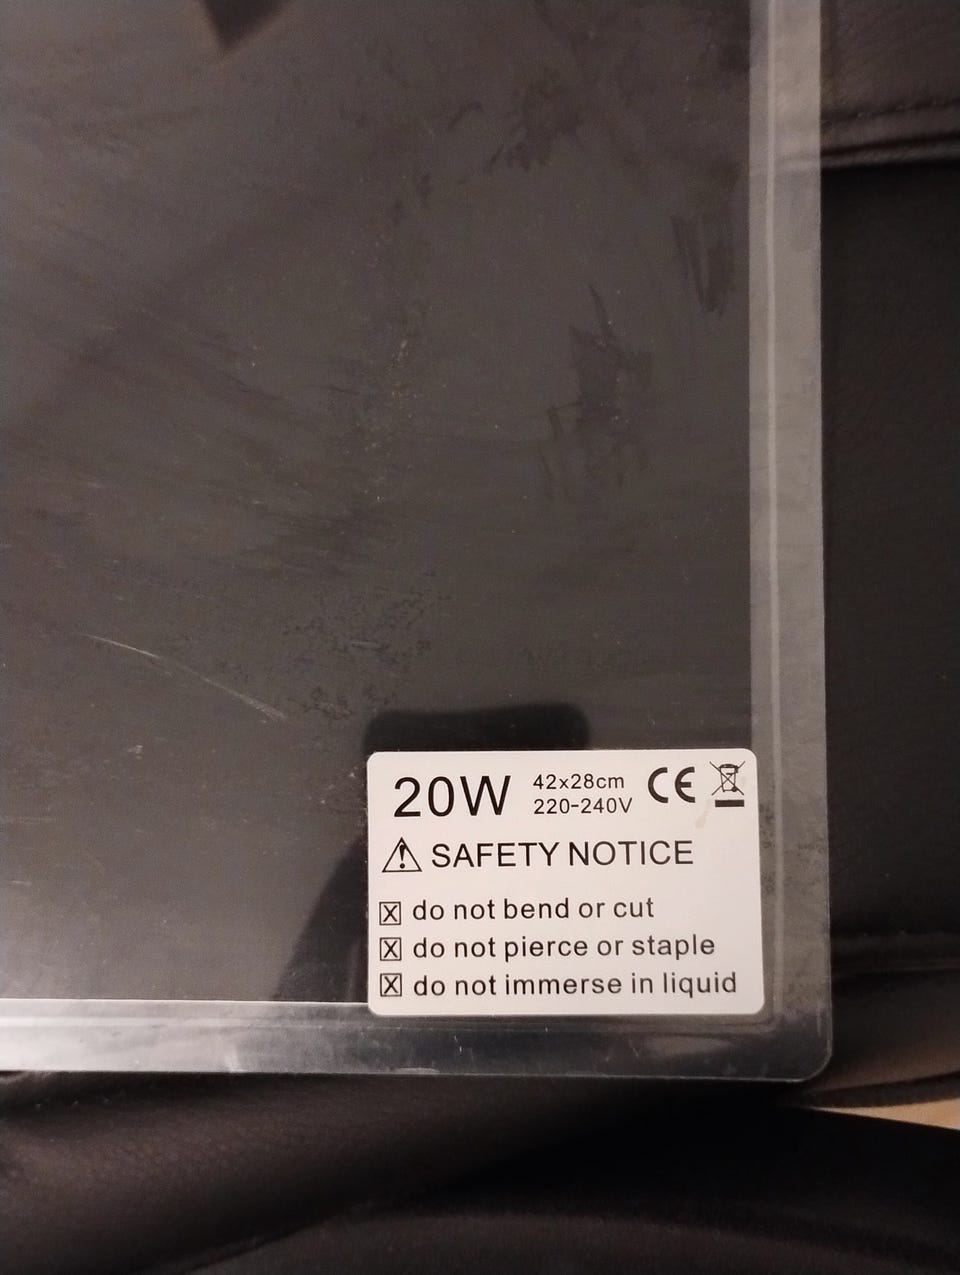 20W 42x28cm CE
220-240V
SAFETY NOTICE
do not bend or cut
do not pierce or staple
do not immerse in liquid